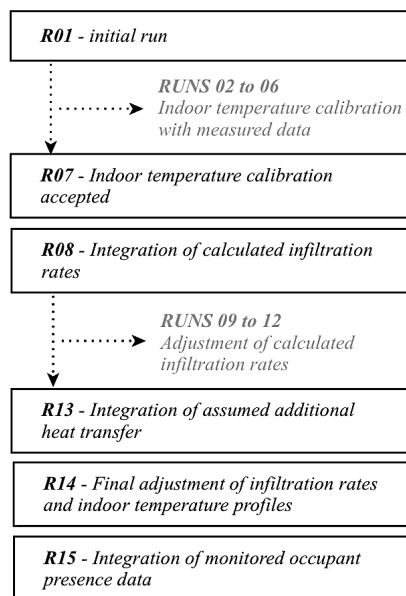 R01 - initial run
RUNS 02 to 06
Indoor temperature calibration
with measured data
R07 - Indoor temperature calibration
accepted
R08 - Integration of calculated infiltration
rates
RUNS 09 to 12
Adjustment of calculated
infiltration rates
R13 - Integration of assumed additional
heat transfer
R14 - Final adjustment of infiltration rates
and indoor temperature profiles
R15 - Integration of monitored occupant
presence data